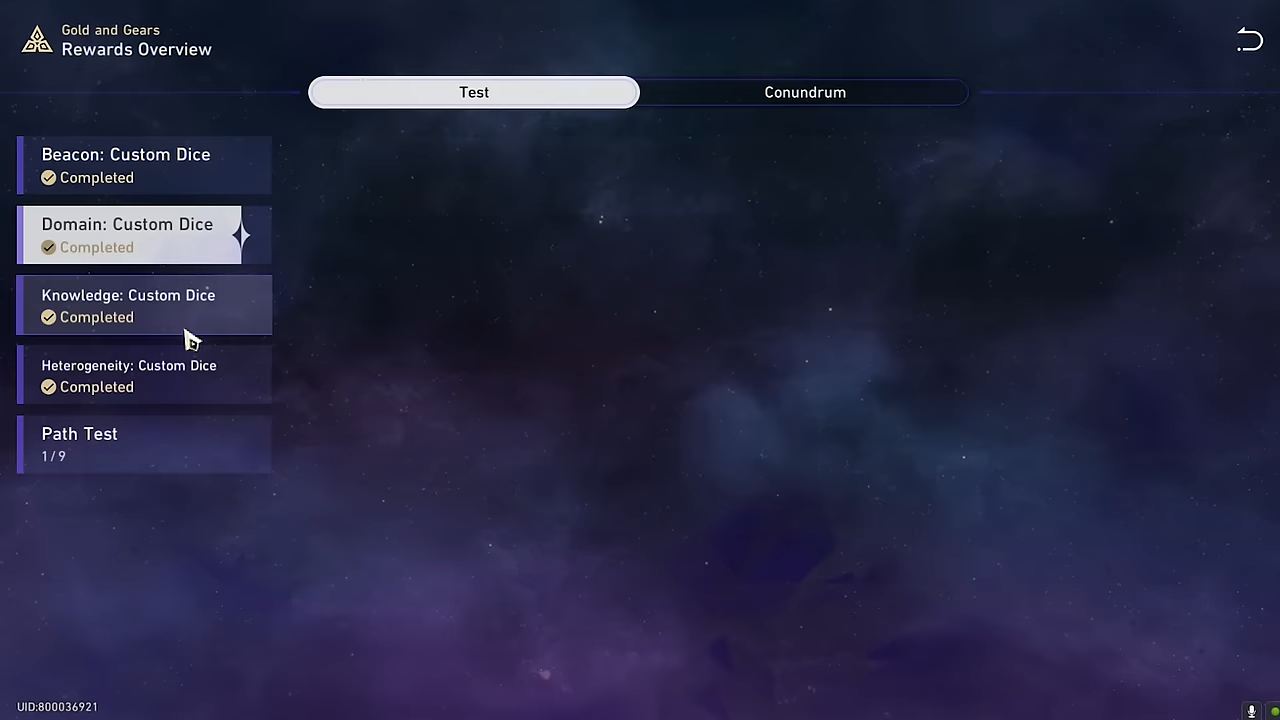 Gold and Gears
Rewards Overview
Test
Conundrum
Beacon: Custom Dice
Completed
Domain: Custom Dice
Completed
Knowledge: Custom Dice
Completed
Heterogeneity: Custom Dice
Completed
Path Test
1/9
UID:800036921